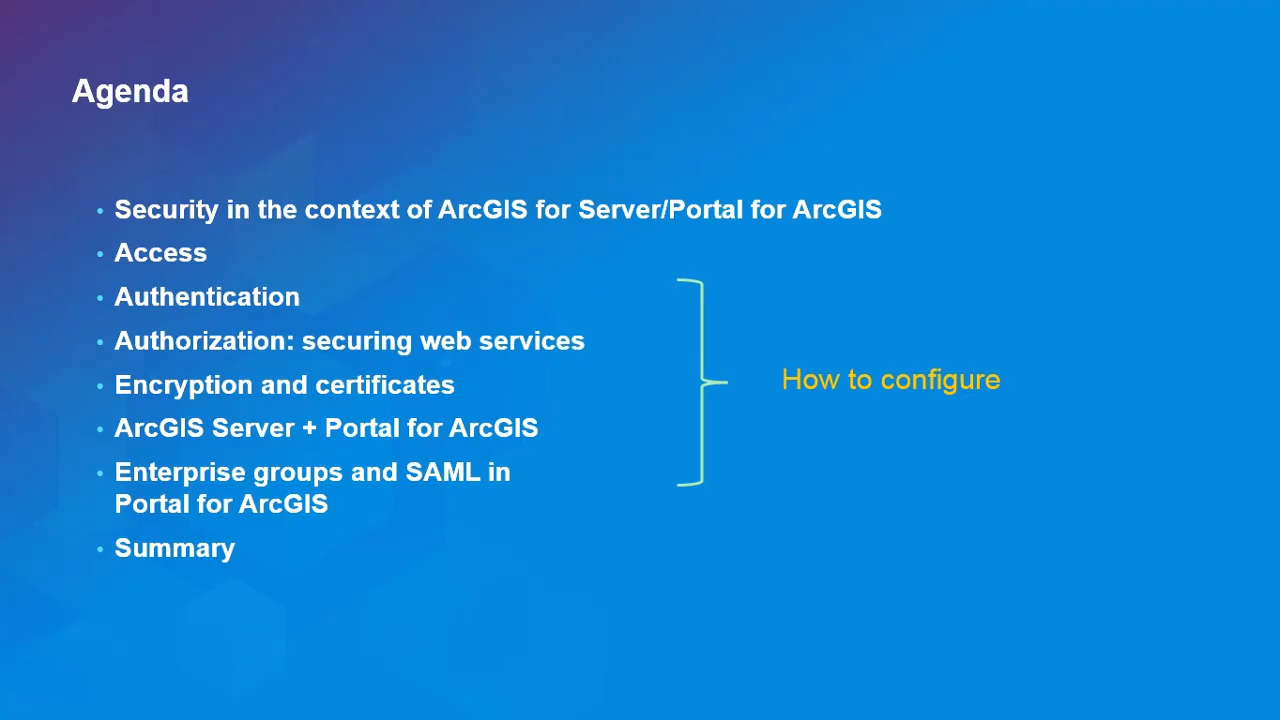 Agenda
• Security in the context of ArcGIS for Server/Portal for ArcGIS
• Access
• Authentication
• Authorization: securing web services
• Encryption and certificates
• ArcGIS Server + Portal for ArcGIS
• Enterprise groups and SAML in
Portal for ArcGIS
• Summary
How to configure